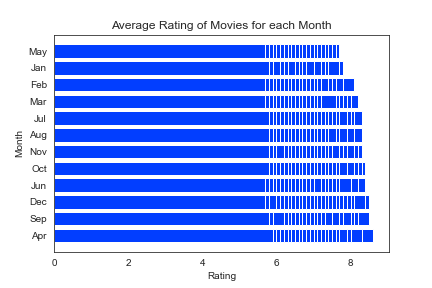 Average Rating of Movies for each Month
May
Jan
Feb
Mar
Jul
Aug
Nov
Oct
Jun
Dec
Sep
Apr
Month
0 2 4 6 8
Rating